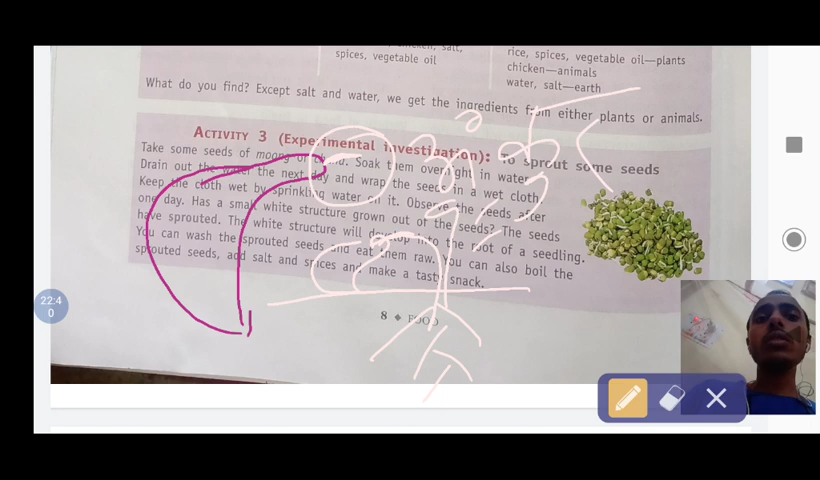 chicken, salt,
spices, vegetable oil
rice, spices, vegetable oil—plants
chicken—animals
water, salt—earth
What do you find? Except salt and water, we get the ingredients from either plants or animals.
ACTIVITY 3 (Experimental investigation): To sprout some seeds
Take some seeds of moong or chana. Soak them overnight in water.
Drain out the water the next day and wrap the seeds in a wet cloth.
Keep the cloth wet by sprinkling water on it. Observe the seeds after
one day. Has a small white structure grown out of the seeds? The seeds
have sprouted. The white structure will develop into the root of a seedling.
You can wash the sprouted seeds and eat them raw. You can also boil the
sprouted seeds, add salt and spices and make a tasty snack.
8 ◆ FOOD
22:4
0